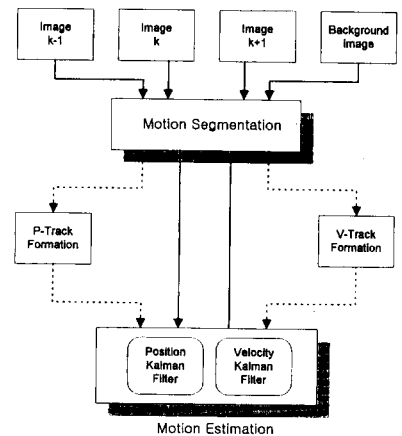 Image
k-1
Image
k
Image
k+1
Background
Image
Motion Segmentation
P-Track
Formation
V-Track
Formation
Position
Kalman
Filter
Velocity
Kalman
Filter
Motion Estimation